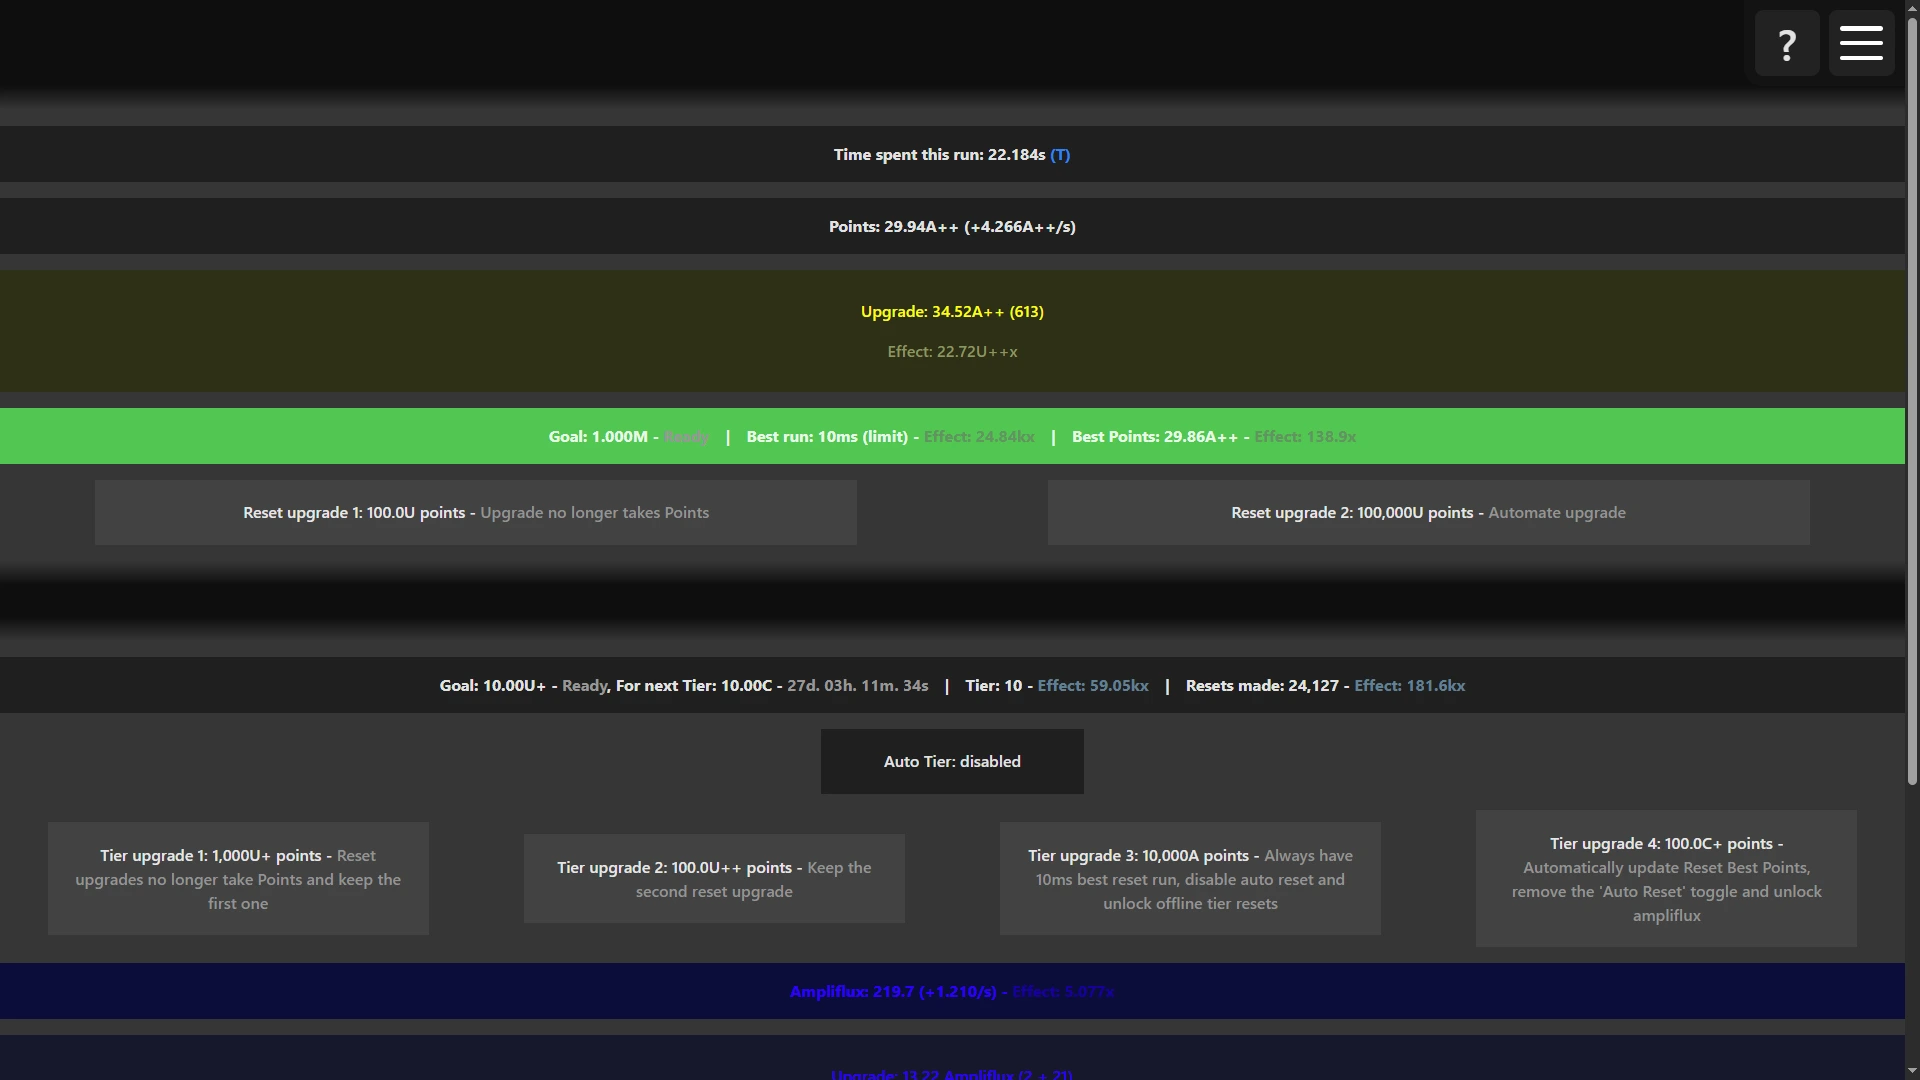 ?
Time spent this run: 22.184s (T)
Points: 29.94A++ (+4.266A++/s)
Upgrade: 34.52A++ (613)
Effect: 22.72U++x
Goal: 1.000M - Ready | Best run: 10ms (limit) - Effect: 24.84kx | Best Points: 29.86A++ - Effect: 138.9x
Reset upgrade 1: 100.0U points - Upgrade no longer takes Points
Reset upgrade 2: 100,000U points - Automate upgrade
Goal: 10.00U+ - Ready, For next Tier: 10.00C - 27d. 03h. 11m. 34s | Tier: 10 - Effect: 59.05kx | Resets made: 24,127 - Effect: 181.6kx
Auto Tier: disabled
Tier upgrade 1: 1,000U+ points - Reset
upgrades no longer take Points and keep the
first one
Tier upgrade 2: 100.0U++ points - Keep the
second reset upgrade
Tier upgrade 3: 10,000A points - Always have
10ms best reset run, disable auto reset and
unlock offline tier resets
Tier upgrade 4: 100.0C+ points -
Automatically update Reset Best Points,
remove the 'Auto Reset' toggle and unlock
ampliflux
Ampliflux: 219.7 (+1.210/s) - Effect: 5.077x
Upgrade: 13.22 Ampliflux (2 + 21)